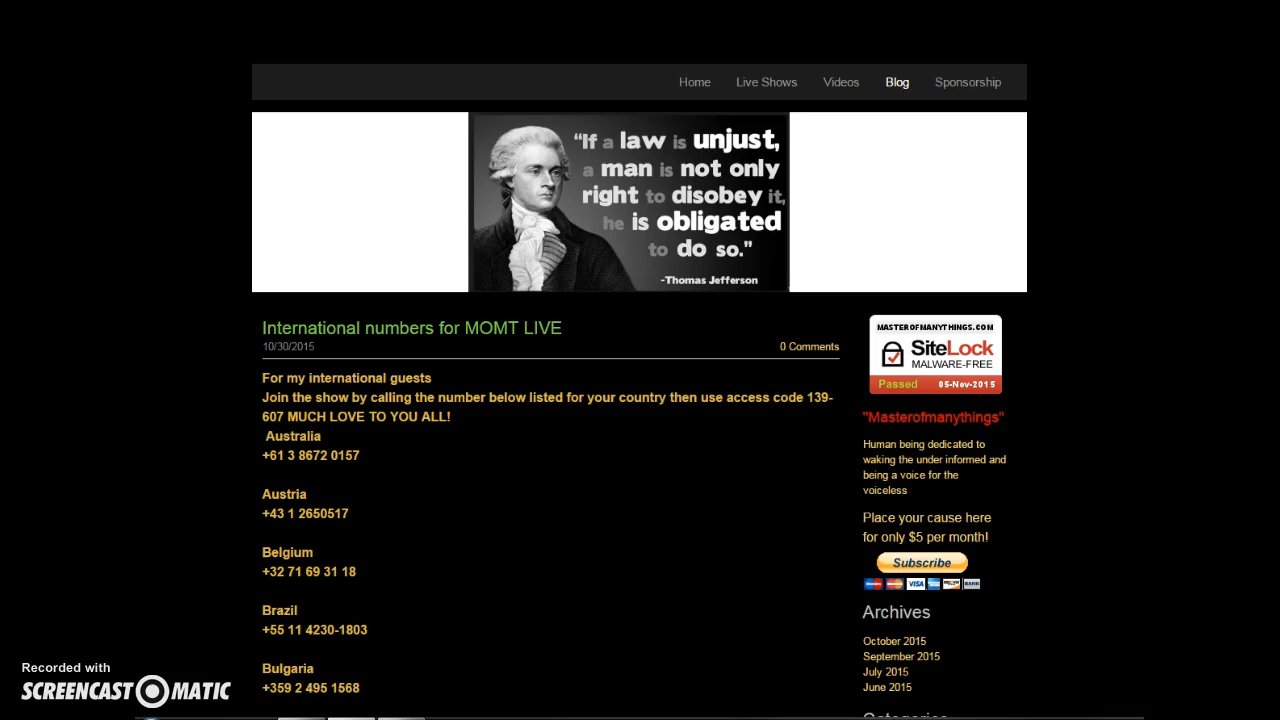 Home Live Shows Videos Blog Sponsorship
“If a law is unjust,
a man is not only
right to disobey it,
he is obligated
to do so.”
-Thomas Jefferson
International numbers for MOMT LIVE
10/30/2015 0 Comments
For my international guests
Join the show by calling the number below listed for your country then use access code 139-
607 MUCH LOVE TO YOU ALL!
Australia
+61 3 8672 0157
Austria
+43 1 2650517
Belgium
+32 71 69 31 18
Brazil
+55 11 4230-1803
Bulgaria
+359 2 495 1568
MASTEROFMANYTHINGS.COM
SiteLock
MALWARE-FREE
Passed 05-Nov-2015
"Masterofmanythings"
Human being dedicated to
waking the under informed and
being a voice for the
voiceless
Place your cause here
for only $5 per month!
Subscribe
VISA
BANK
Archives
October 2015
September 2015
July 2015
June 2015
Categories
Recorded with
SCREENCAST MATIC